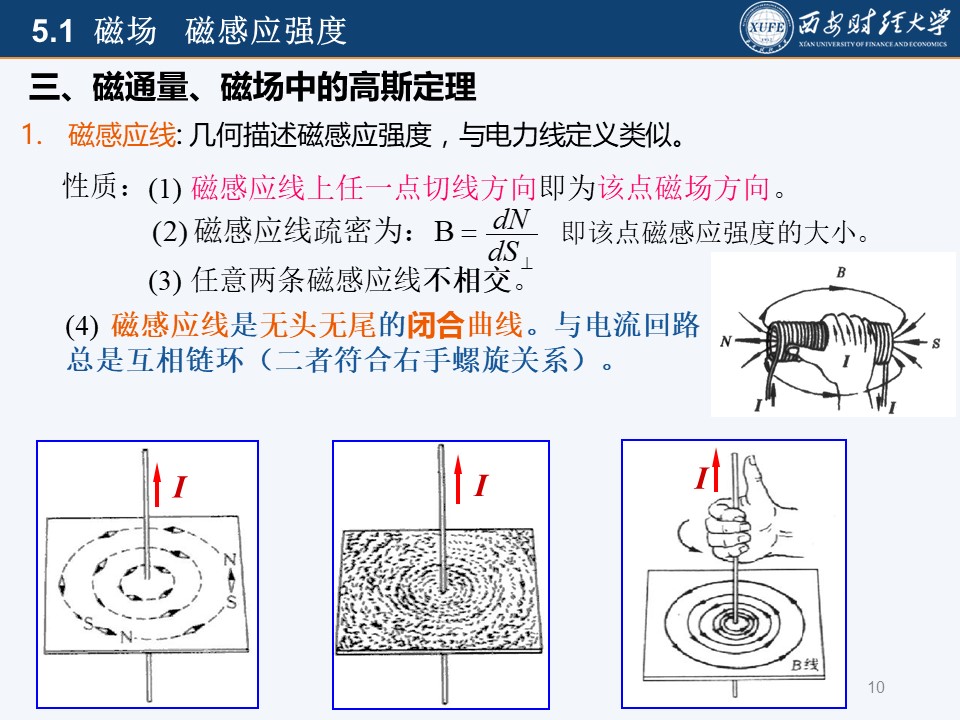 5.1 磁场 磁感应强度
XUFE 西安财经大学
XI'AN UNIVERSITY OF FINANCE AND ECONOMICS
三、磁通量、磁场中的高斯定理
1. 磁感应线: 几何描述磁感应强度，与电力线定义类似。
性质：(1) 磁感应线上任一点切线方向即为该点磁场方向。
(2) 磁感应线疏密为：B = dN/dS⊥ 即该点磁感应强度的大小。
(3) 任意两条磁感应线不相交。
(4) 磁感应线是无头无尾的闭合曲线。与电流回路
总是互相链环（二者符合右手螺旋关系）。
B
N I S
I I
I I I
N
S
S N
B线
10